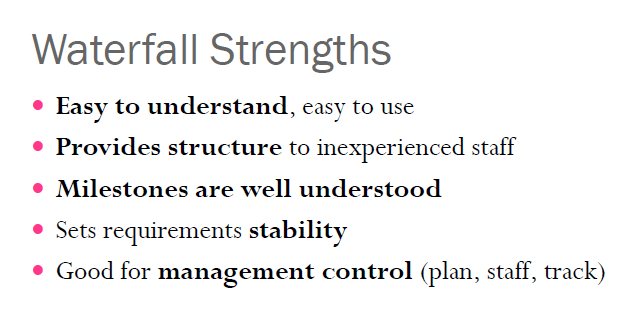 Waterfall Strengths
• Easy to understand, easy to use
• Provides structure to inexperienced staff
• Milestones are well understood
• Sets requirements stability
• Good for management control (plan, staff, track)